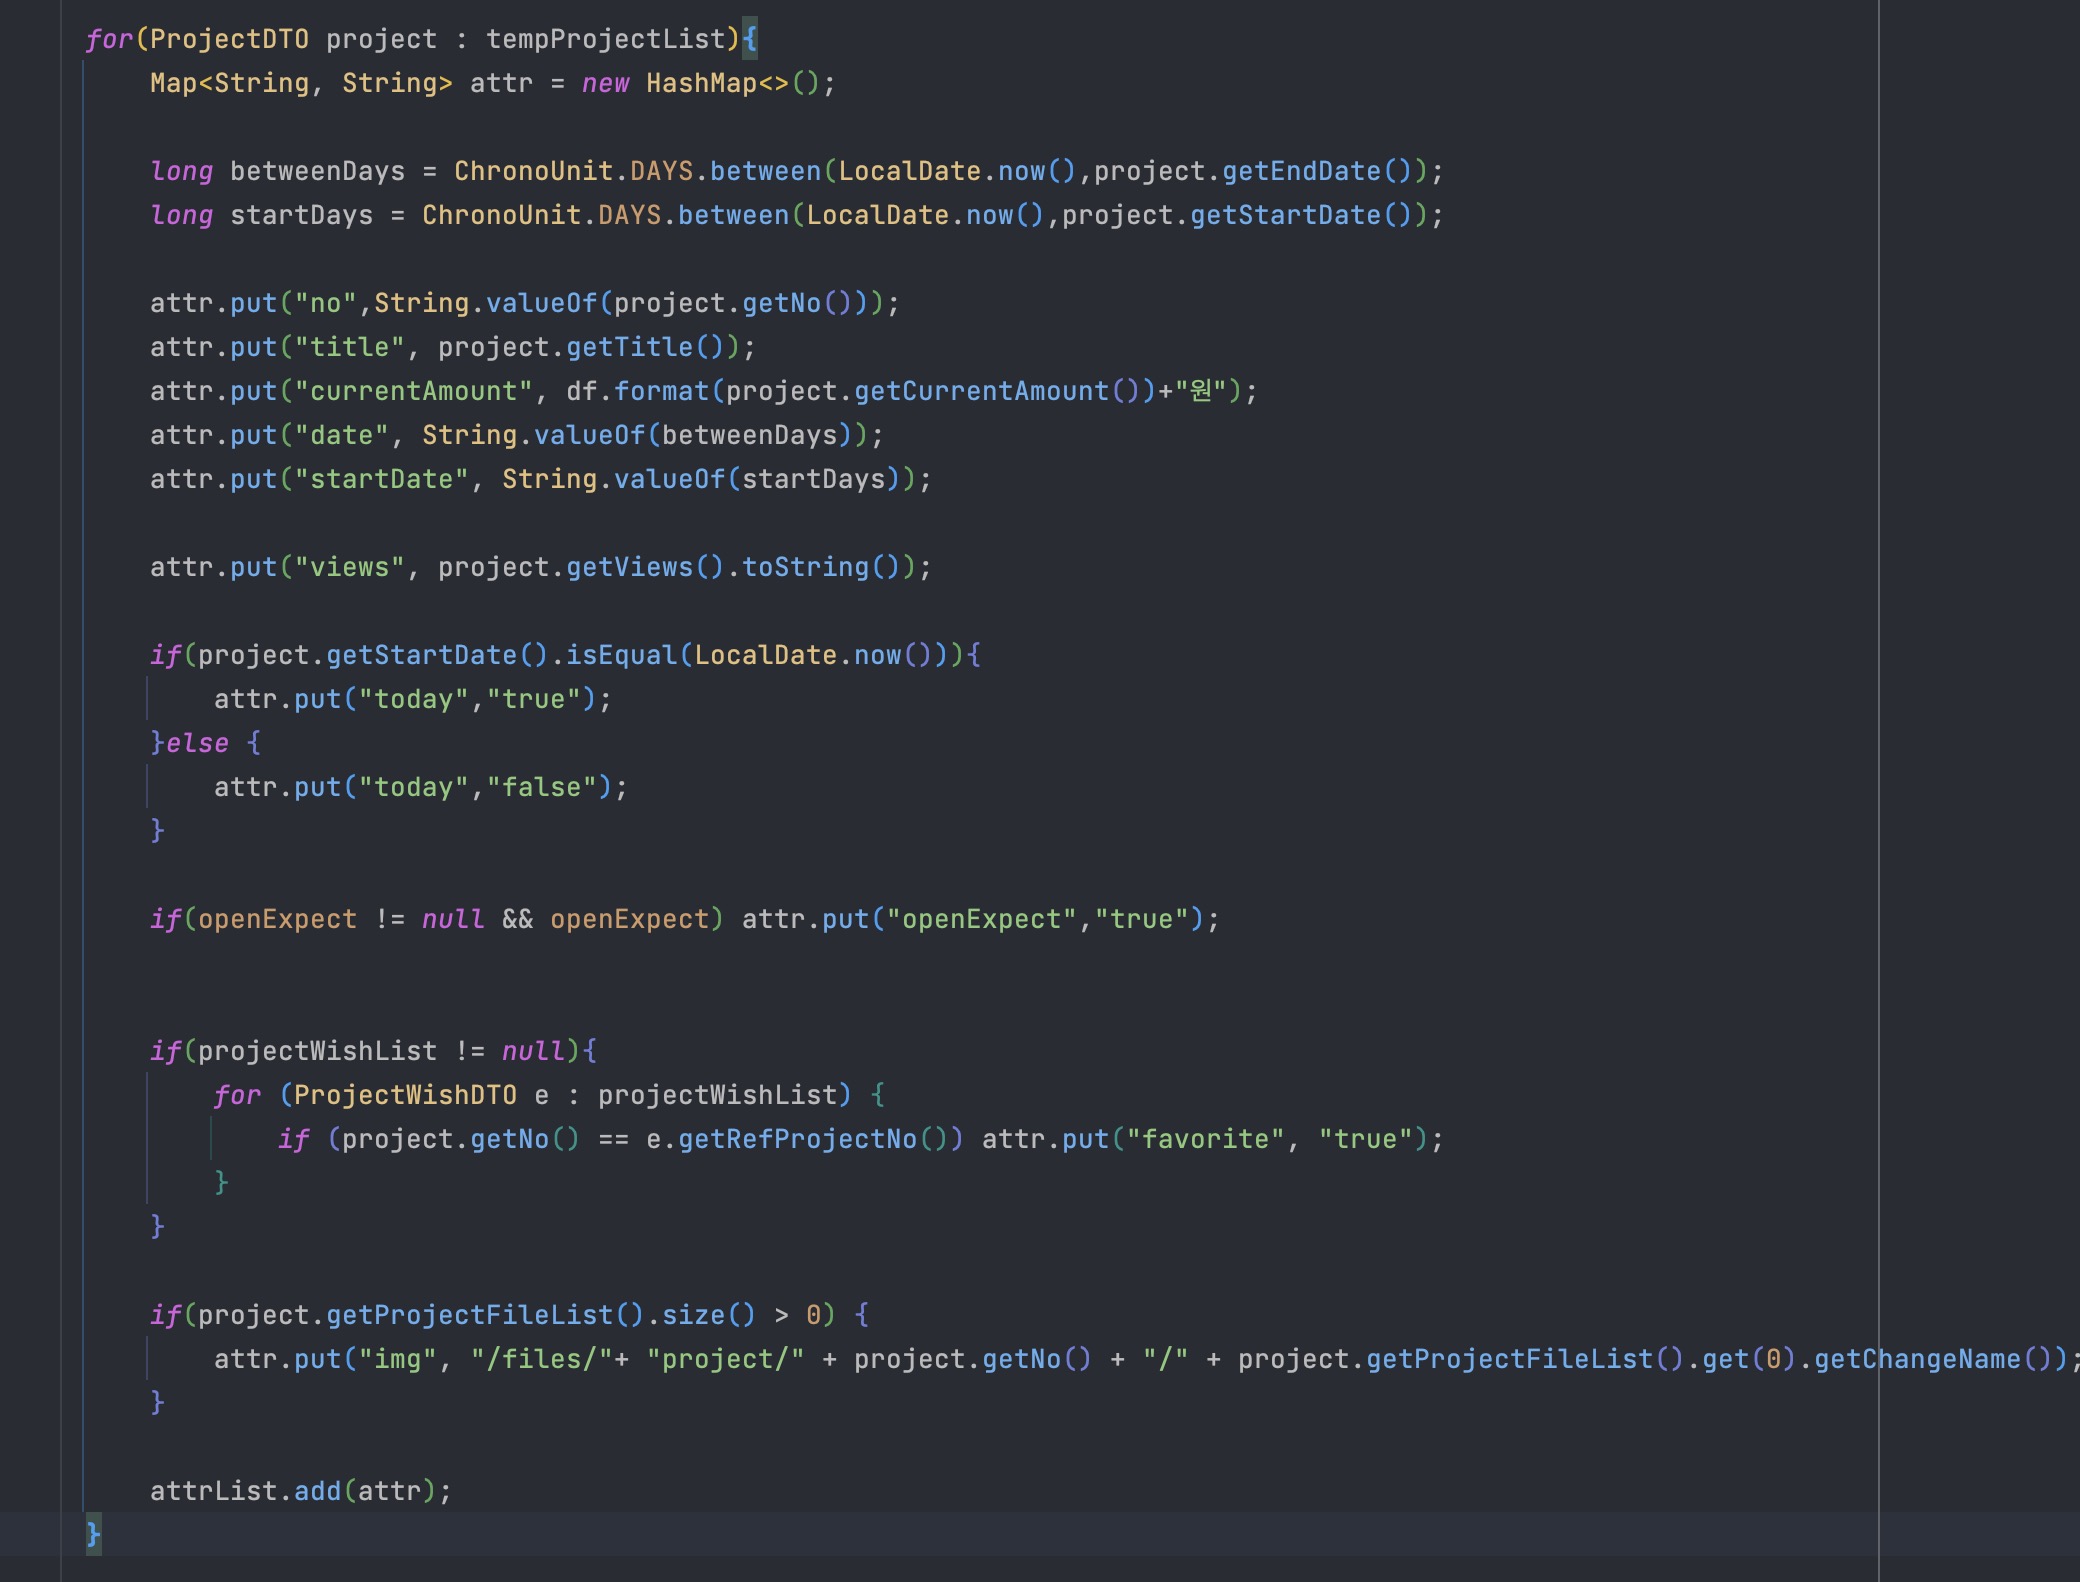 for(ProjectDTO project : tempProjectList){
Map<String, String> attr = new HashMap<>();
long betweenDays = ChronoUnit.DAYS.between(LocalDate.now(),project.getEndDate());
long startDays = ChronoUnit.DAYS.between(LocalDate.now(),project.getStartDate());
attr.put("no",String.valueOf(project.getNo()));
attr.put("title", project.getTitle());
attr.put("currentAmount", df.format(project.getCurrentAmount())+"원");
attr.put("date", String.valueOf(betweenDays));
attr.put("startDate", String.valueOf(startDays));
attr.put("views", project.getViews().toString());
if(project.getStartDate().isEqual(LocalDate.now())){
attr.put("today","true");
}else {
attr.put("today","false");
}
if(openExpect != null && openExpect) attr.put("openExpect","true");
if(projectWishList != null){
for (ProjectWishDTO e : projectWishList) {
if (project.getNo() == e.getRefProjectNo()) attr.put("favorite", "true");
}
}
if(project.getProjectFileList().size() > 0) {
attr.put("img", "/files/"+ "project/" + project.getNo() + "/" + project.getProjectFileList().get(0).getChangeName());
}
attrList.add(attr);
}